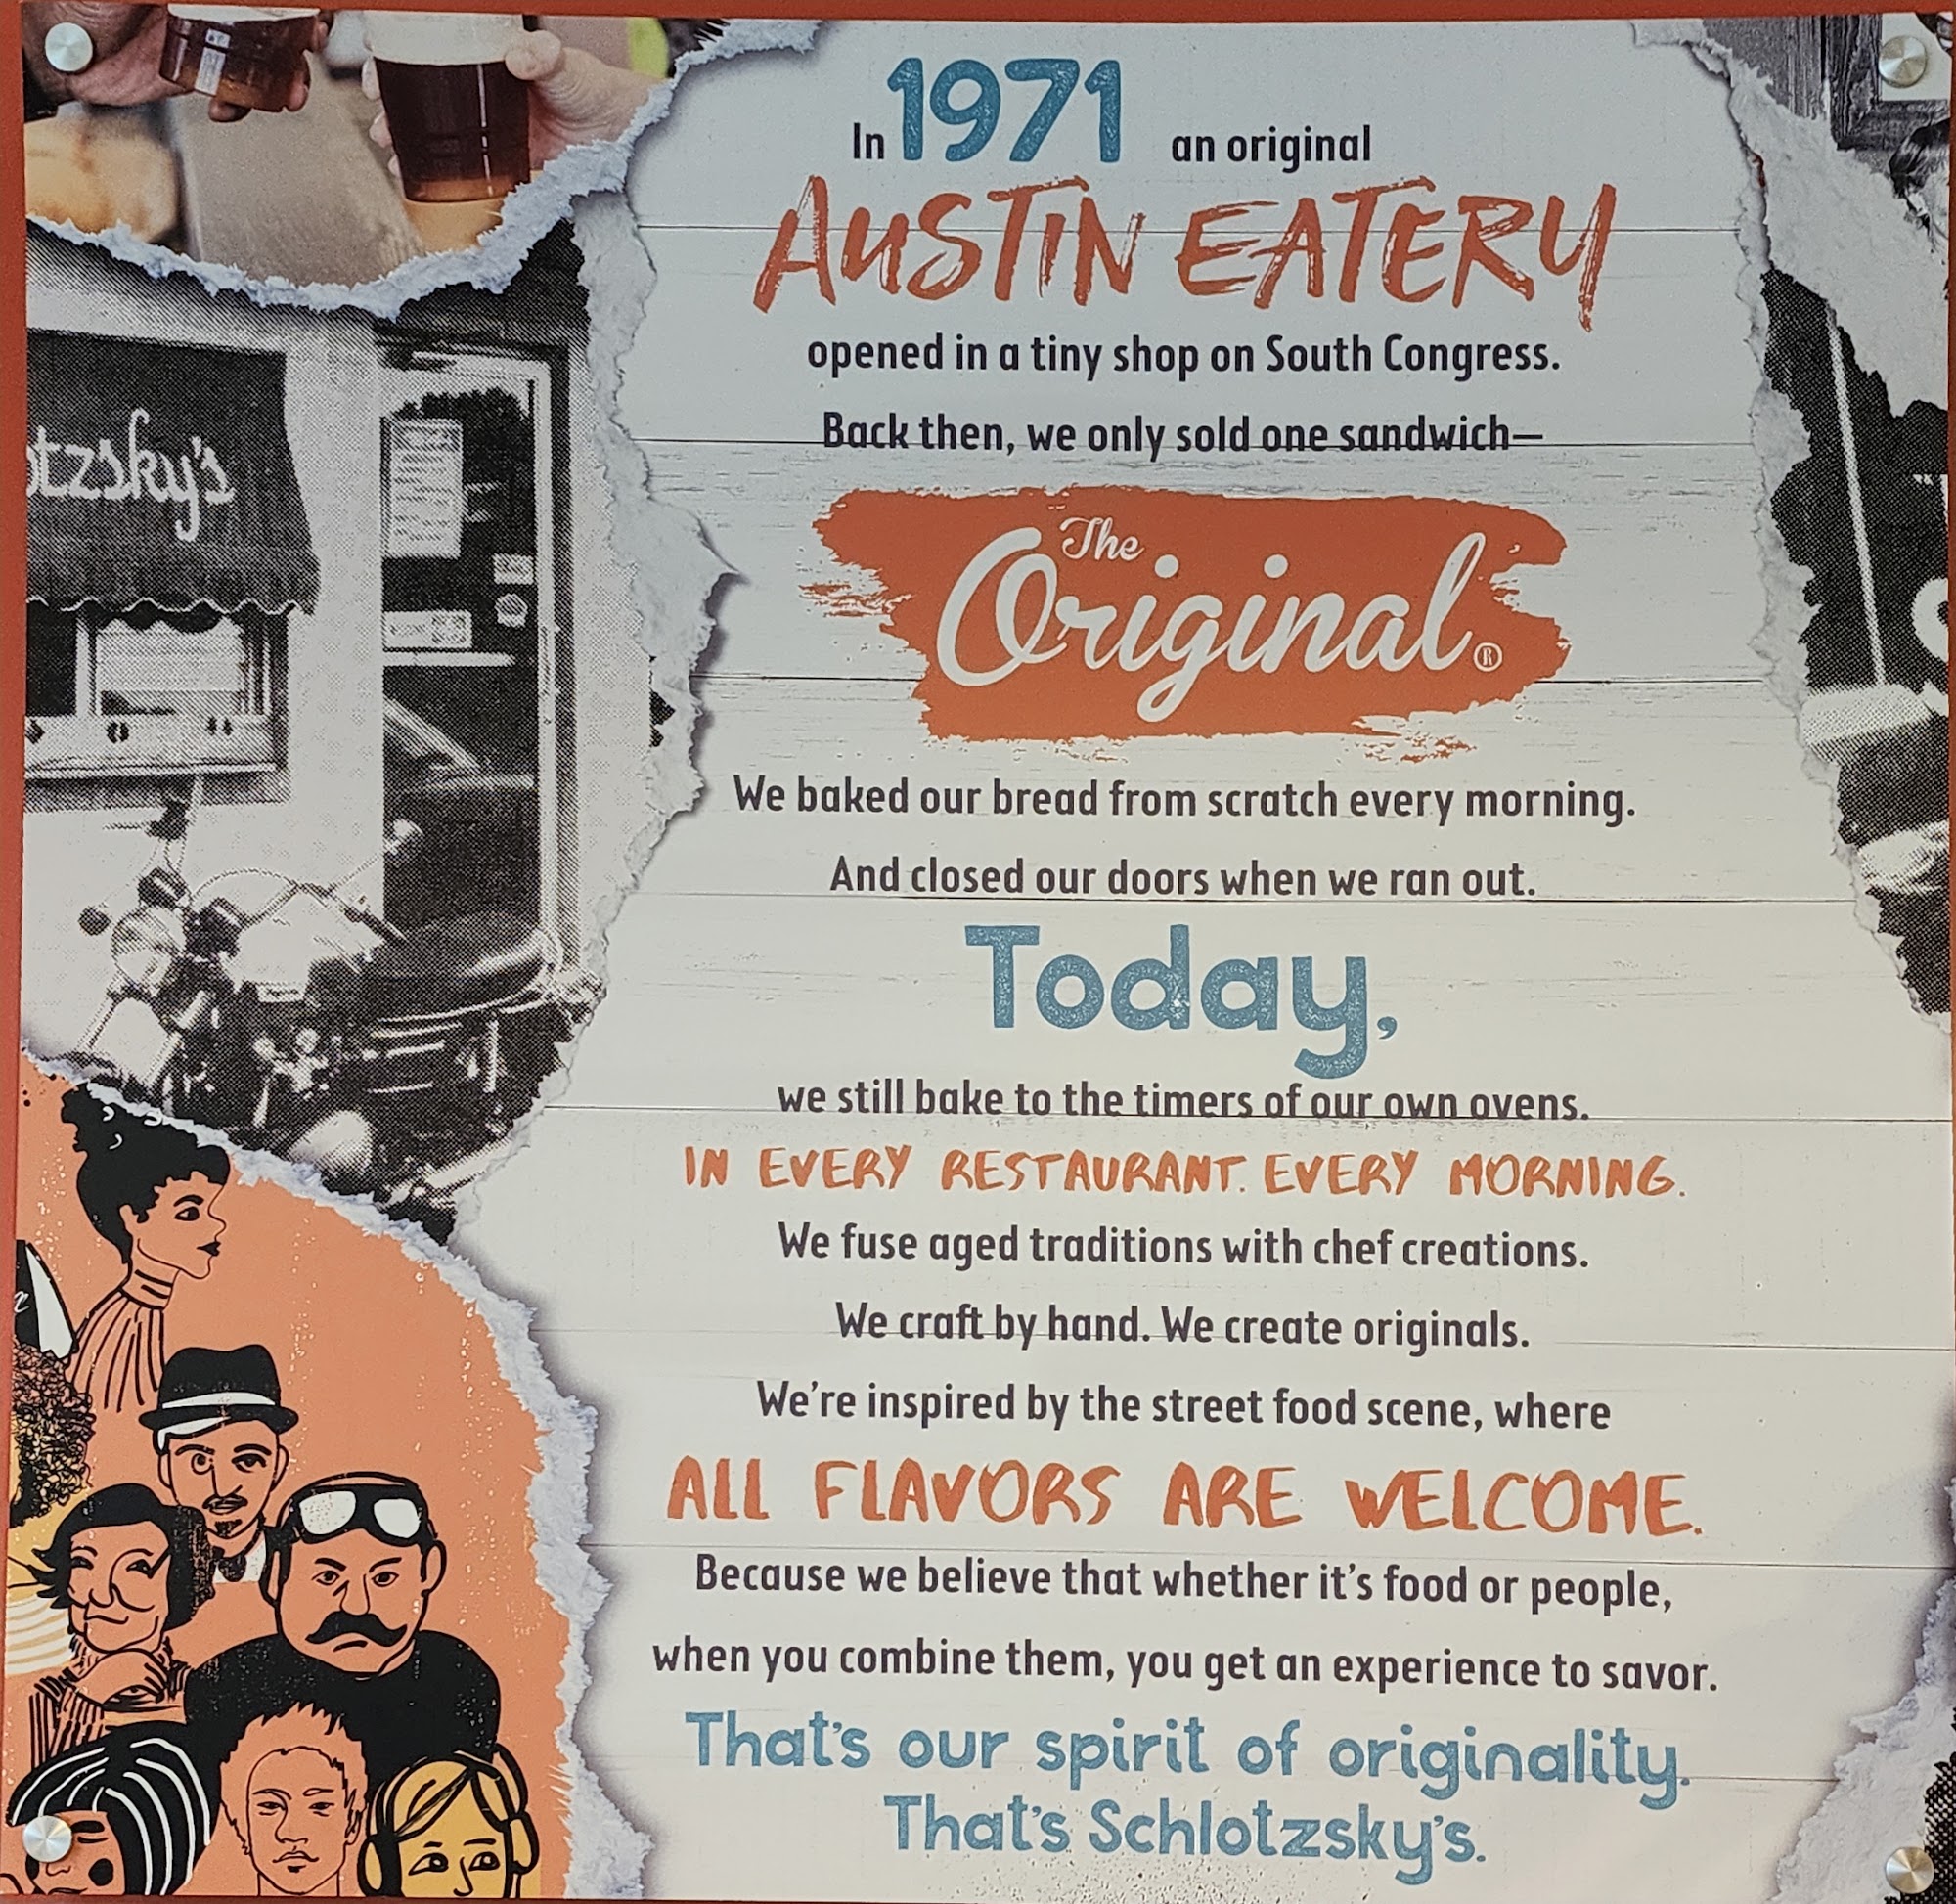 In 1971 an original
AUSTIN EATERY
opened in a tiny shop on South Congress.
Back then, we only sold one sandwich—
The
Original®
We baked our bread from scratch every morning.
And closed our doors when we ran out.
Today,
we still bake to the timers of our own ovens.
IN EVERY RESTAURANT. EVERY MORNING.
We fuse aged traditions with chef creations.
We craft by hand. We create originals.
We're inspired by the street food scene, where
ALL FLAVORS ARE WELCOME.
Because we believe that whether it's food or people,
when you combine them, you get an experience to savor.
That's our spirit of originality.
That's Schlotzsky's.
otzsky's